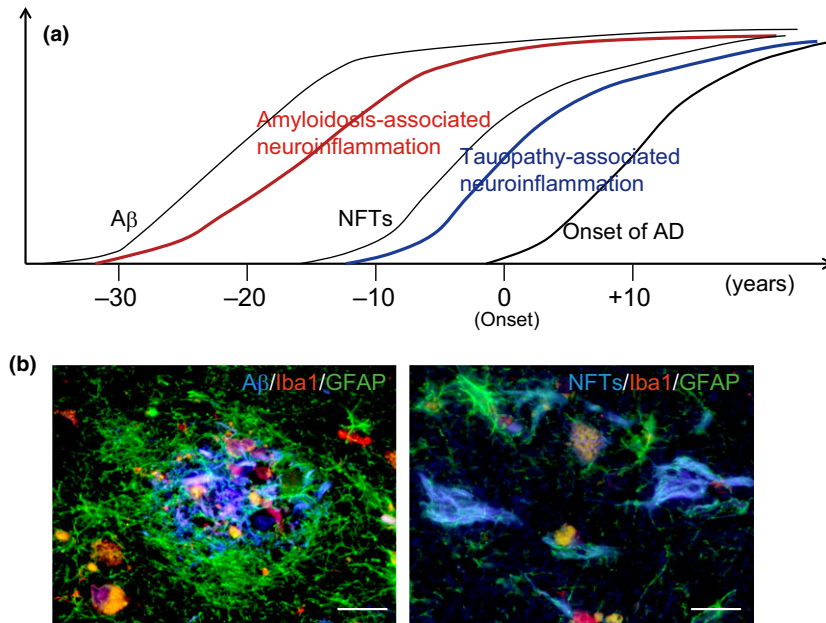 (a)
Amyloidosis-associated
neuroinflammation
Tauopathy-associated
neuroinflammation
Aβ
NFTs
Onset of AD
–30
–20
–10
0
+10
(years)
(Onset)
(b)
Aβ/Iba1/GFAP
NFTs/Iba1/GFAP